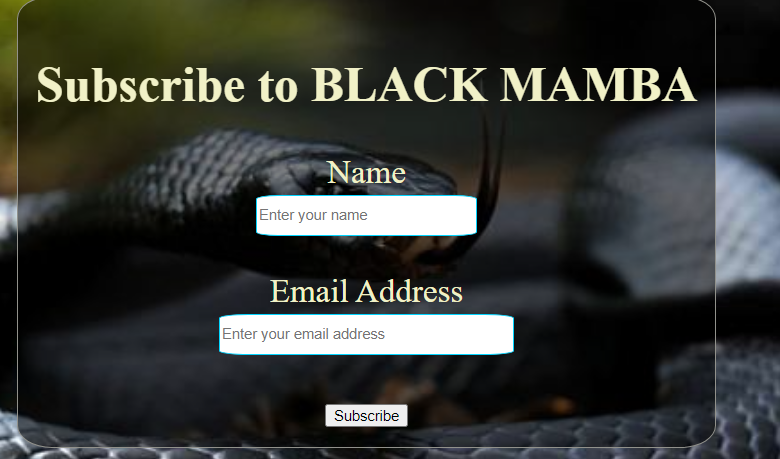 Subscribe to BLACK MAMBA
Name
Enter your name
Email Address
Enter your email address
Subscribe